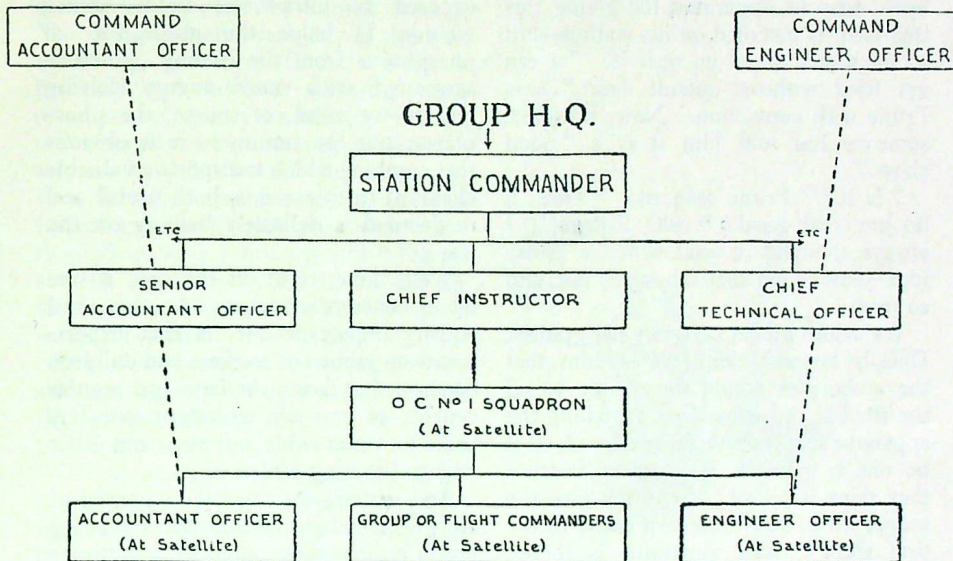 COMMAND
ACCOUNTANT OFFICER
COMMAND
ENGINEER OFFICER
GROUP H.Q.
STATION COMMANDER
ETC
ETC
SENIOR
ACCOUNTANT OFFICER
CHIEF INSTRUCTOR
CHIEF
TECHNICAL OFFICER
O C. Nº 1 SQUADRON
(At Satellite)
ACCOUNTANT OFFICER
(At Satellite)
GROUP OR FLIGHT COMMANDERS
(At Satellite)
ENGINEER OFFICER
(At Satellite)